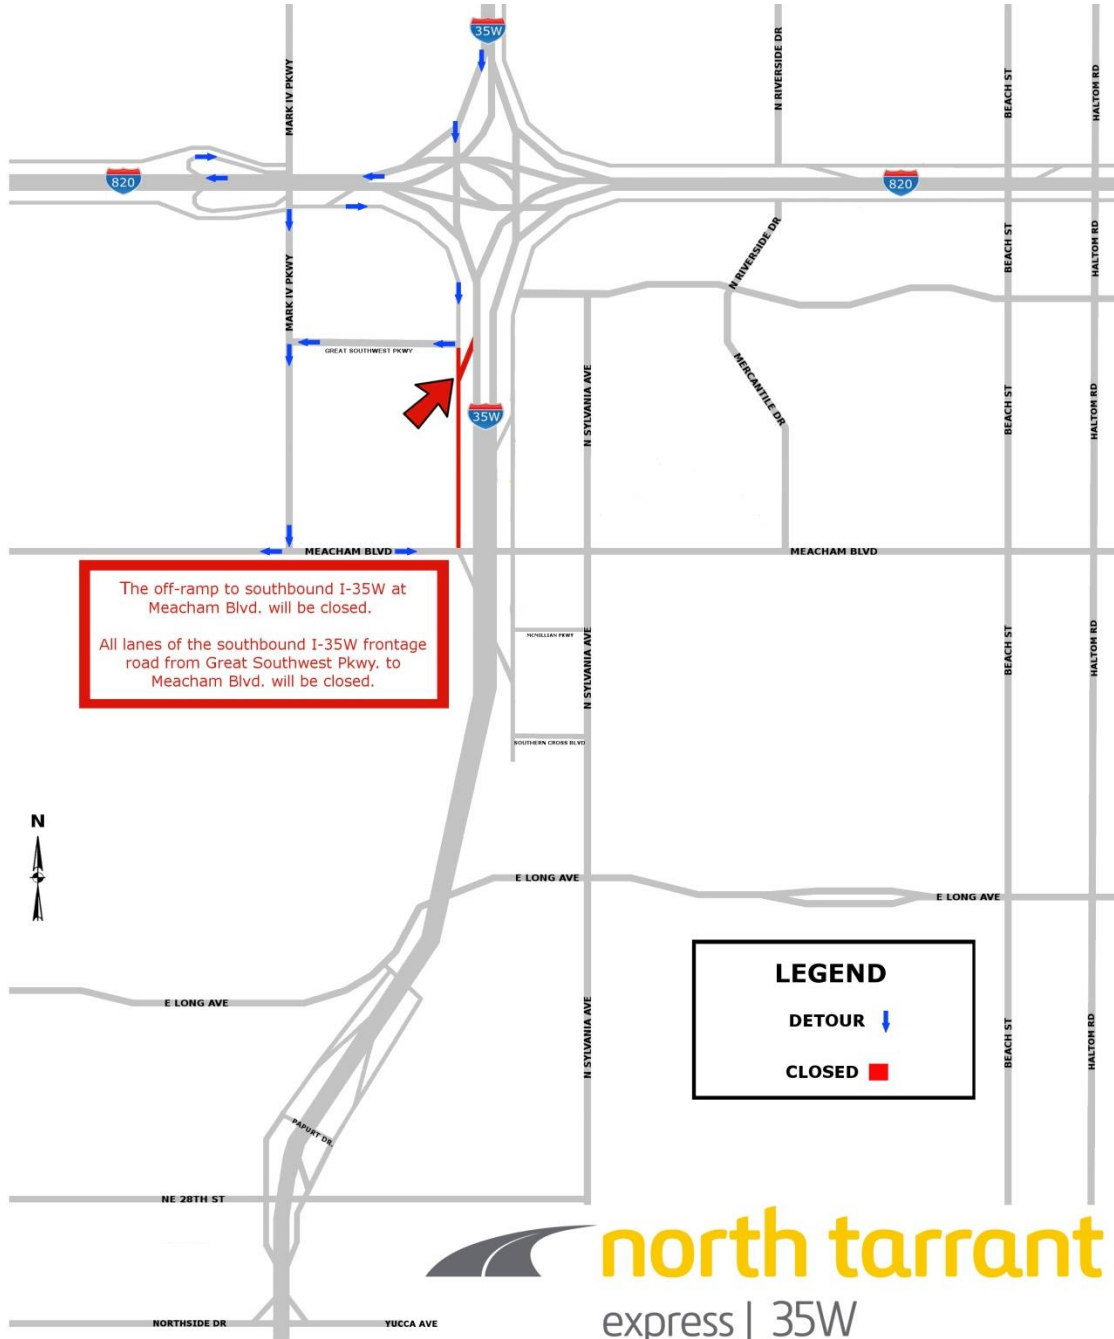 35W
MARK IV PKWY
N RIVERSIDE DR
BEACH ST
HALTOM RD
820
820
MARK IV PKWY
N RIVERSIDE DR
BEACH ST
HALTOM RD
GREAT SOUTHWEST PKWY
MERCANTILE DR
35W
N SYLVANIA AVE
BEACH ST
HALTOM RD
MEACHAM BLVD
MEACHAM BLVD
The off-ramp to southbound I-35W at
Meacham Blvd. will be closed.
All lanes of the southbound I-35W frontage
road from Great Southwest Pkwy. to
Meacham Blvd. will be closed.
MCMILLIAN PKWY
N SYLVANIA AVE
BEACH ST
HALTOM RD
SOUTHERN CROSS BLVD
N
E LONG AVE
E LONG AVE
E LONG AVE
LEGEND
DETOUR
CLOSED
N SYLVANIA AVE
BEACH ST
HALTOM RD
PAPURT DR.
NE 28TH ST
north tarrant
express | 35W
NORTHSIDE DR
YUCCA AVE